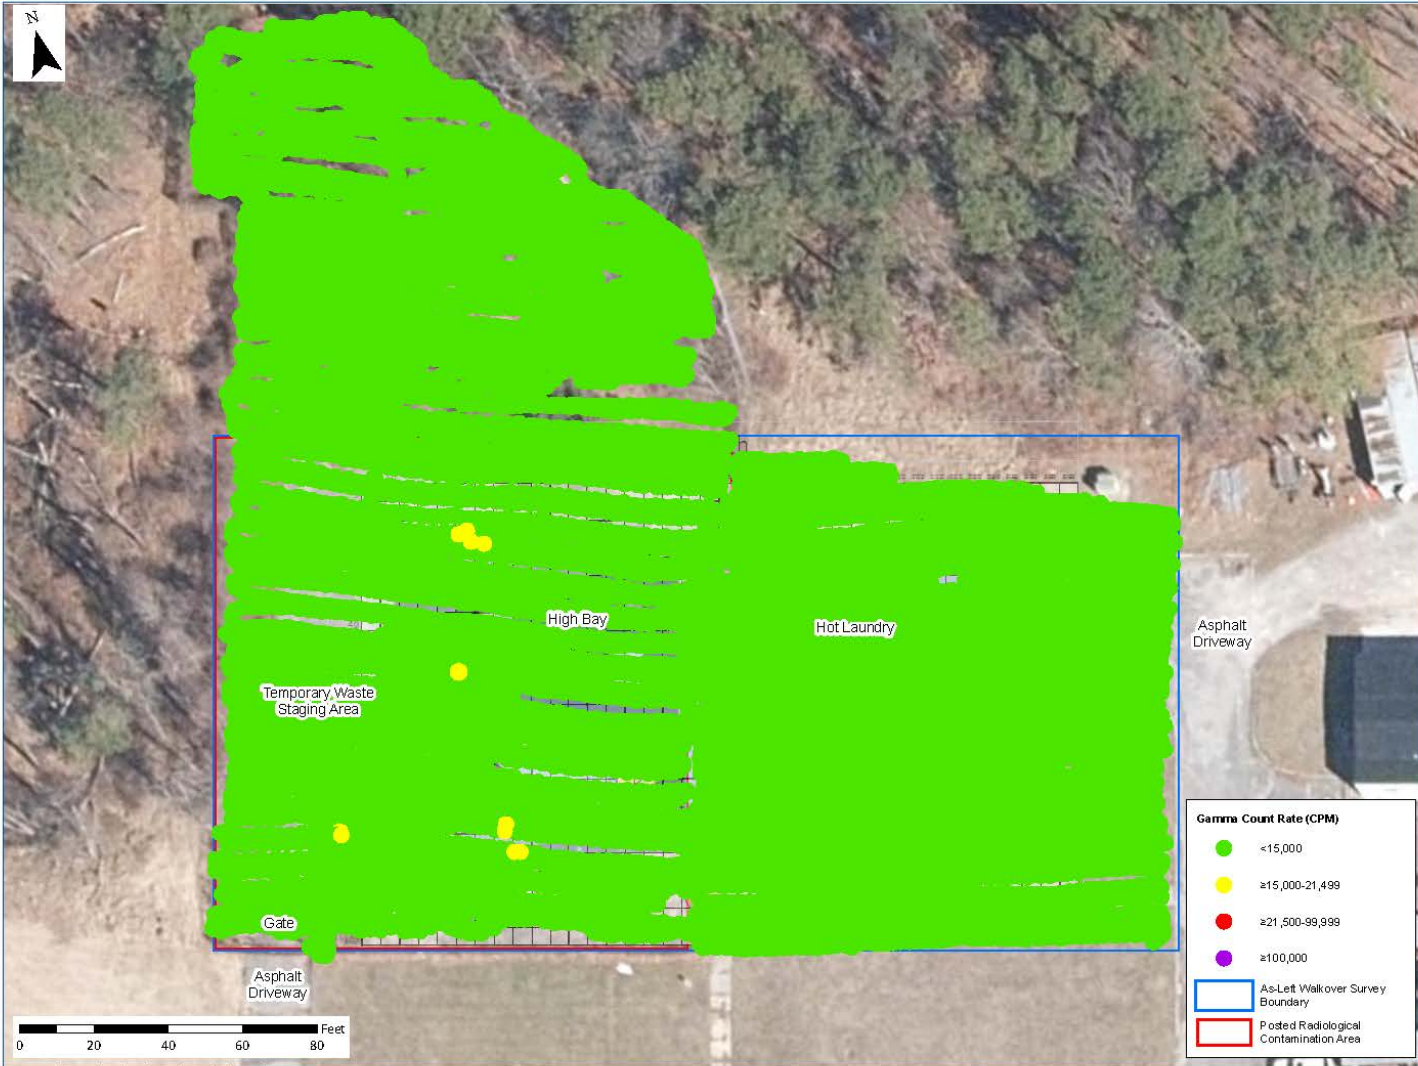 N
High Bay
Hot Laundry
Asphalt
Driveway
Temporary Waste
Staging Area
Gate
Asphalt
Driveway
Feet
0 20 40 60 80
Gamma Count Rate (CPM)
<15,000
≥15,000-21,499
≥21,500-99,999
≥100,000
As-Left Walkover Survey
Boundary
Posted Radiological
Contamination Area